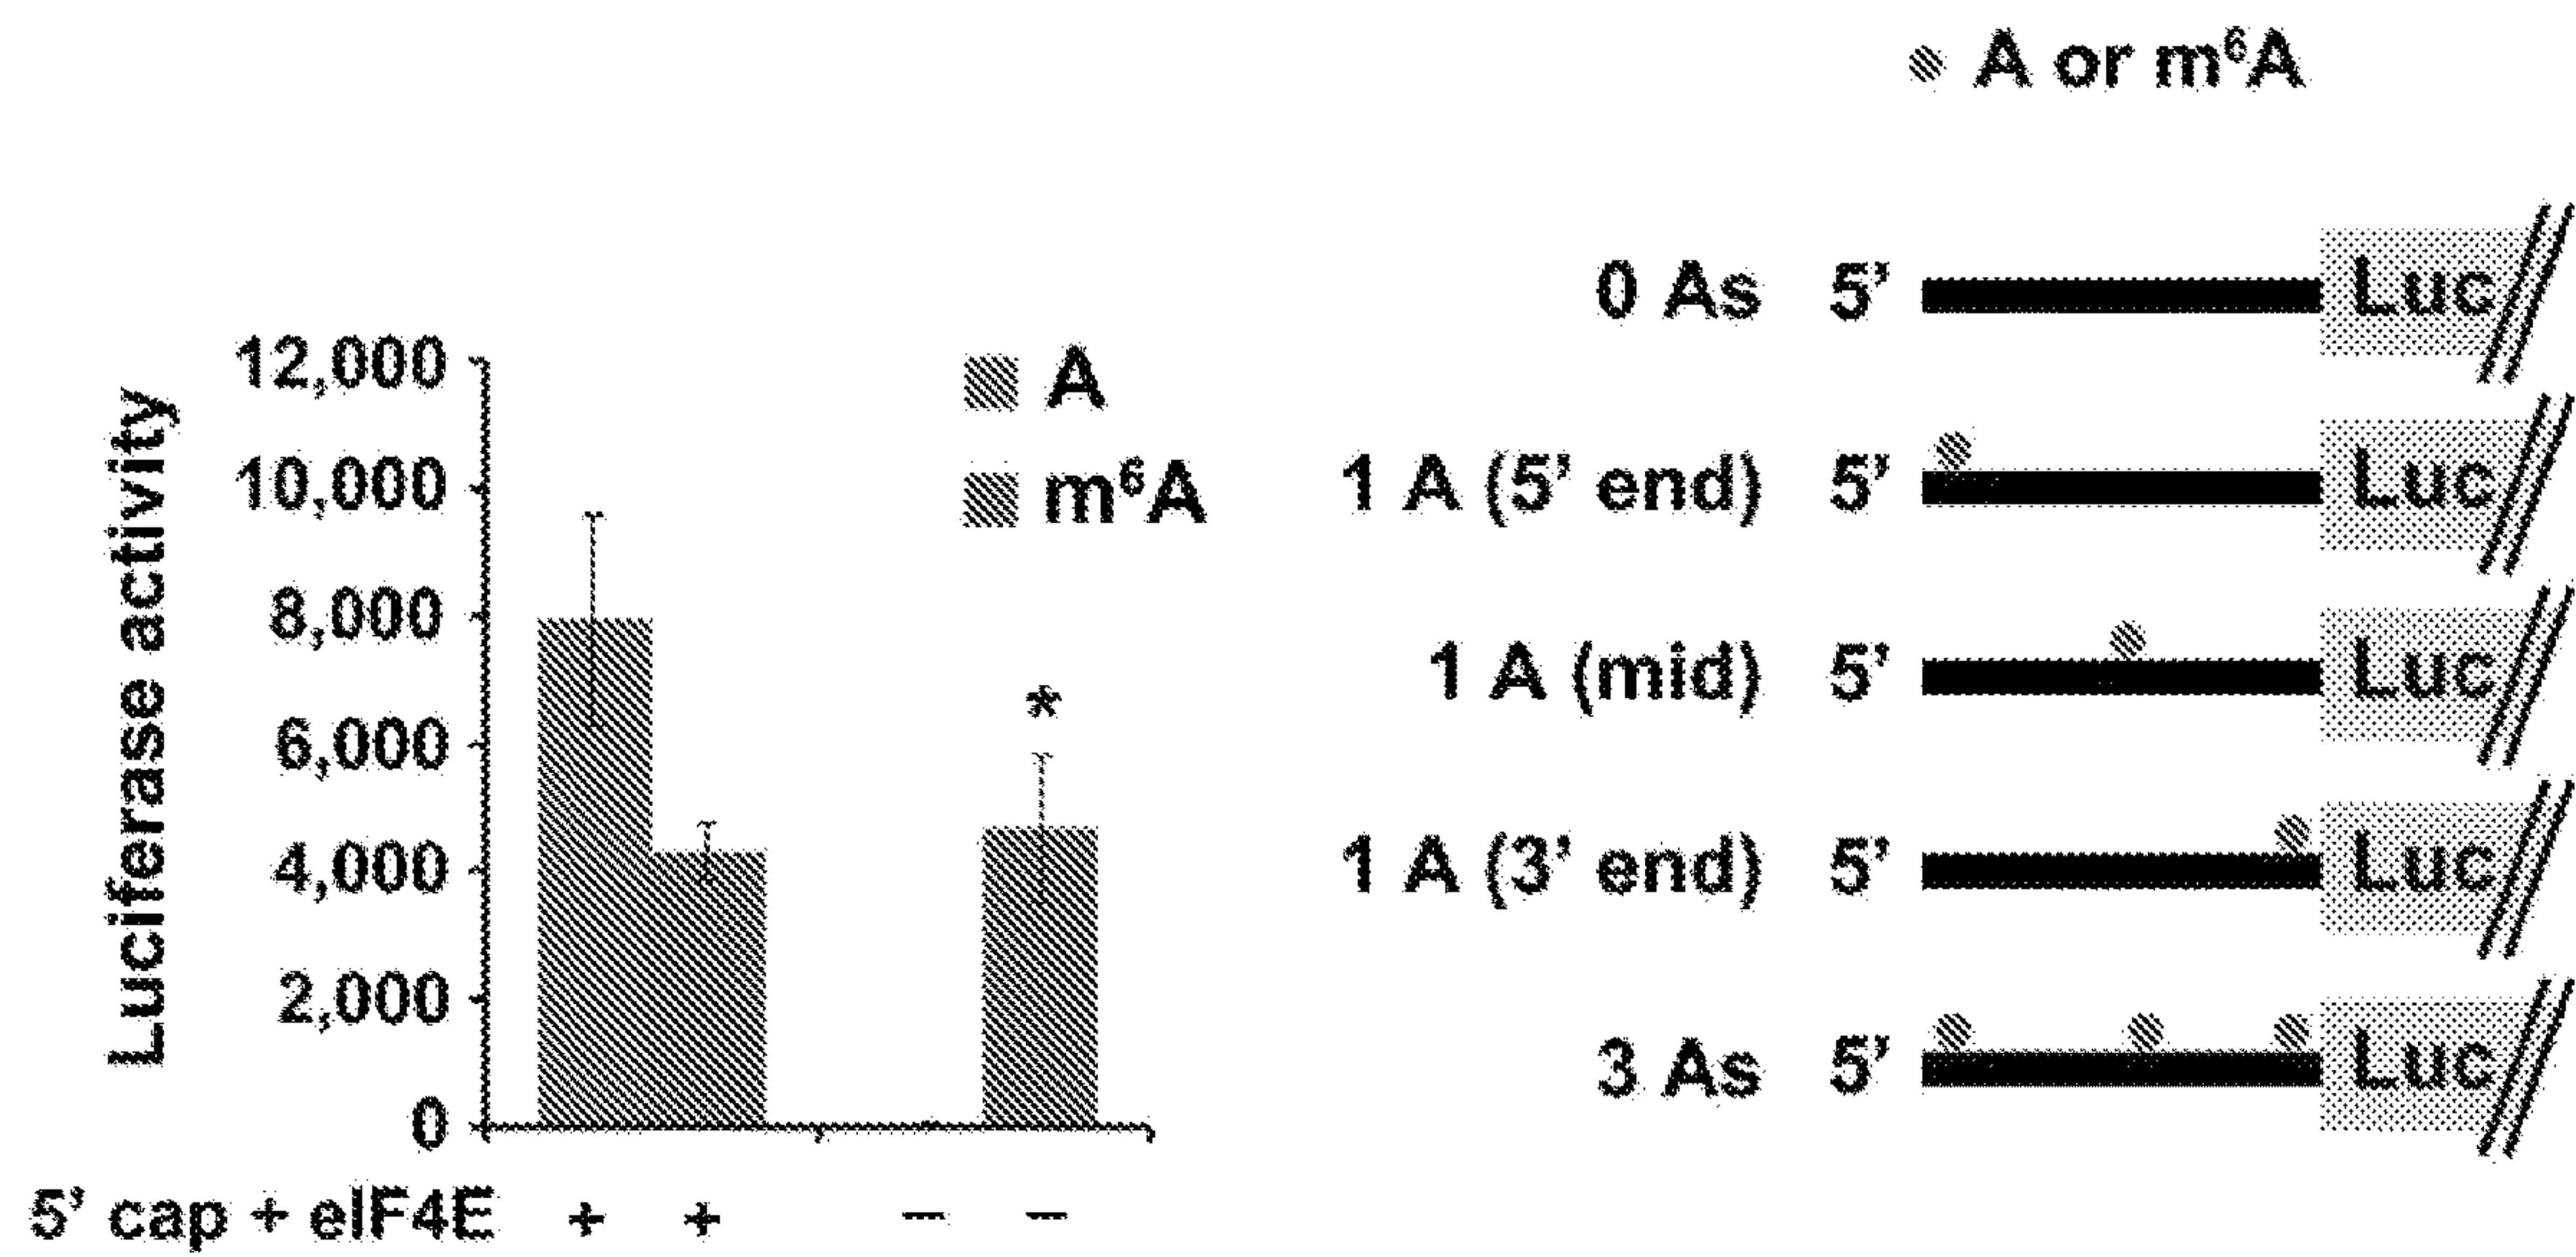 A or m⁶A
12,000
10,000
8,000
6,000
4,000
2,000
0
Luciferase activity
A
m⁶A
*
5' cap + eIF4E + + − −
0 As 5' Luc
1 A (5' end) 5' Luc
1 A (mid) 5' Luc
1 A (3' end) 5' Luc
3 As 5' Luc